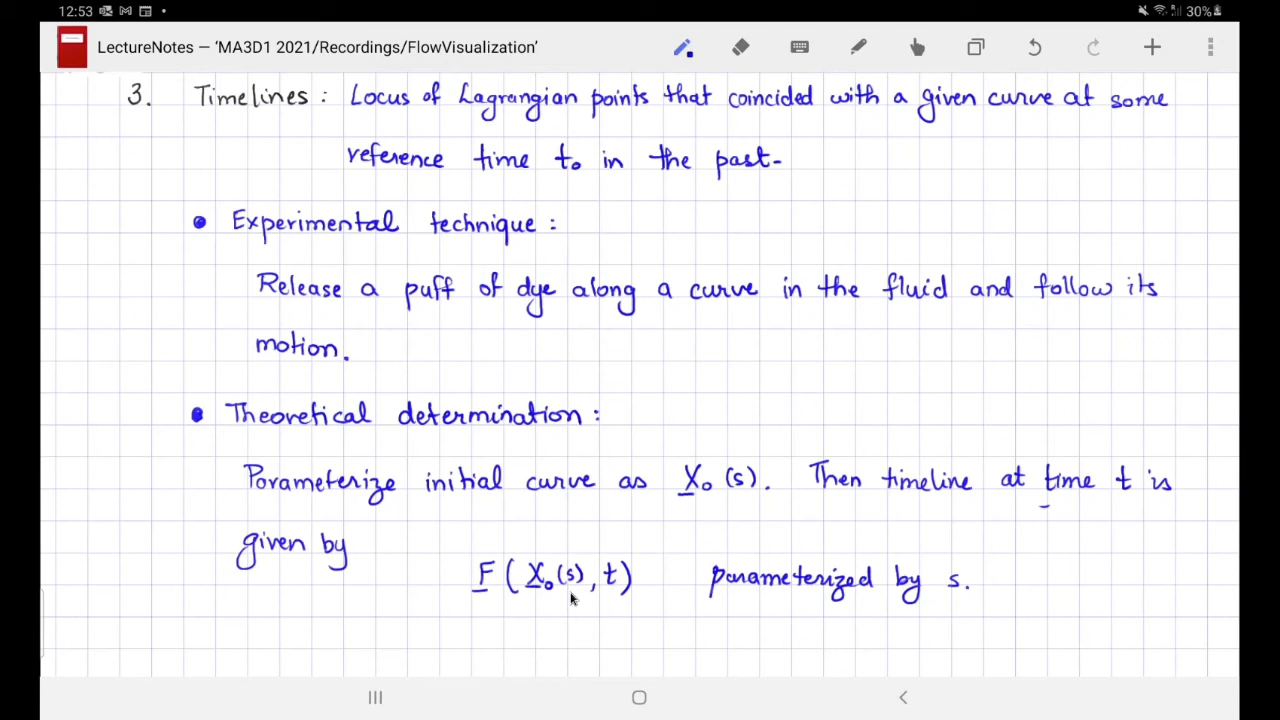 12:53
30%
LectureNotes — ‘MA3D1 2021/Recordings/FlowVisualization’
3. Timelines : Locus of Lagrangian points that coincided with a given curve at some
reference time t₀ in the past.
• Experimental technique :
Release a puff of dye along a curve in the fluid and follow its
motion.
• Theoretical determination :
Parameterize initial curve as X₀ (s). Then timeline at time t is
given by
F ( X₀(s), t) parameterized by s.